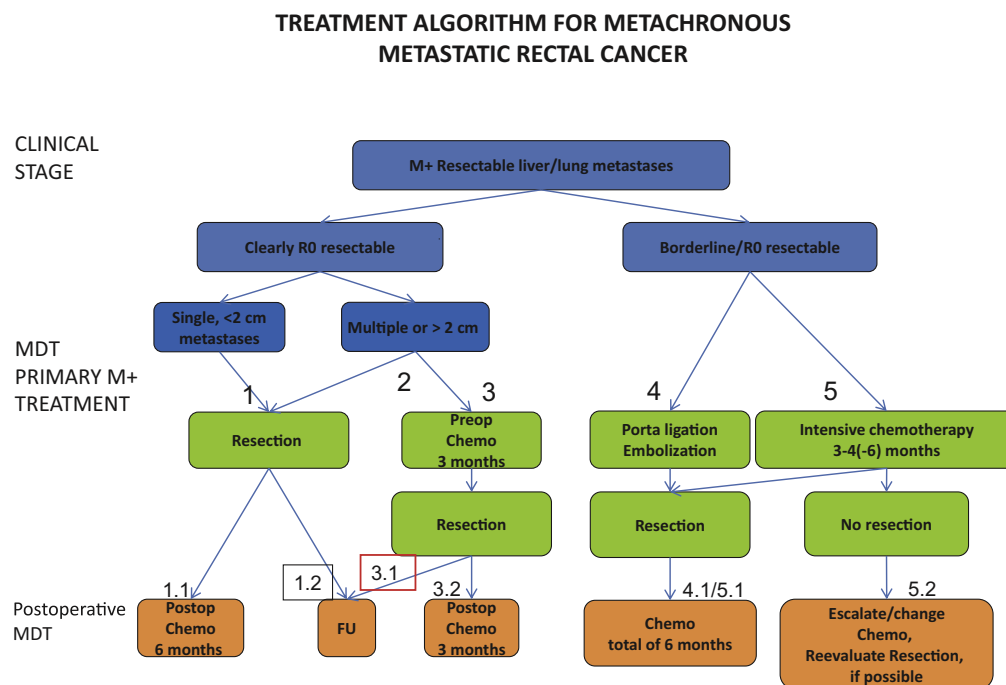 TREATMENT ALGORITHM FOR METACHRONOUS
METASTATIC RECTAL CANCER
CLINICAL
STAGE
M+ Resectable liver/lung metastases
Clearly R0 resectable
Borderline/R0 resectable
Single, <2 cm
metastases
Multiple or > 2 cm
MDT
PRIMARY M+
TREATMENT
1
2
3
4
5
Resection
Preop
Chemo
3 months
Porta ligation
Embolization
Intensive chemotherapy
3-4(-6) months
Resection
Resection
No resection
1.1
1.2
3.1
3.2
4.1/5.1
5.2
Postoperative
MDT
Postop
Chemo
6 months
FU
Postop
Chemo
3 months
Chemo
total of 6 months
Escalate/change
Chemo,
Reevaluate Resection,
if possible